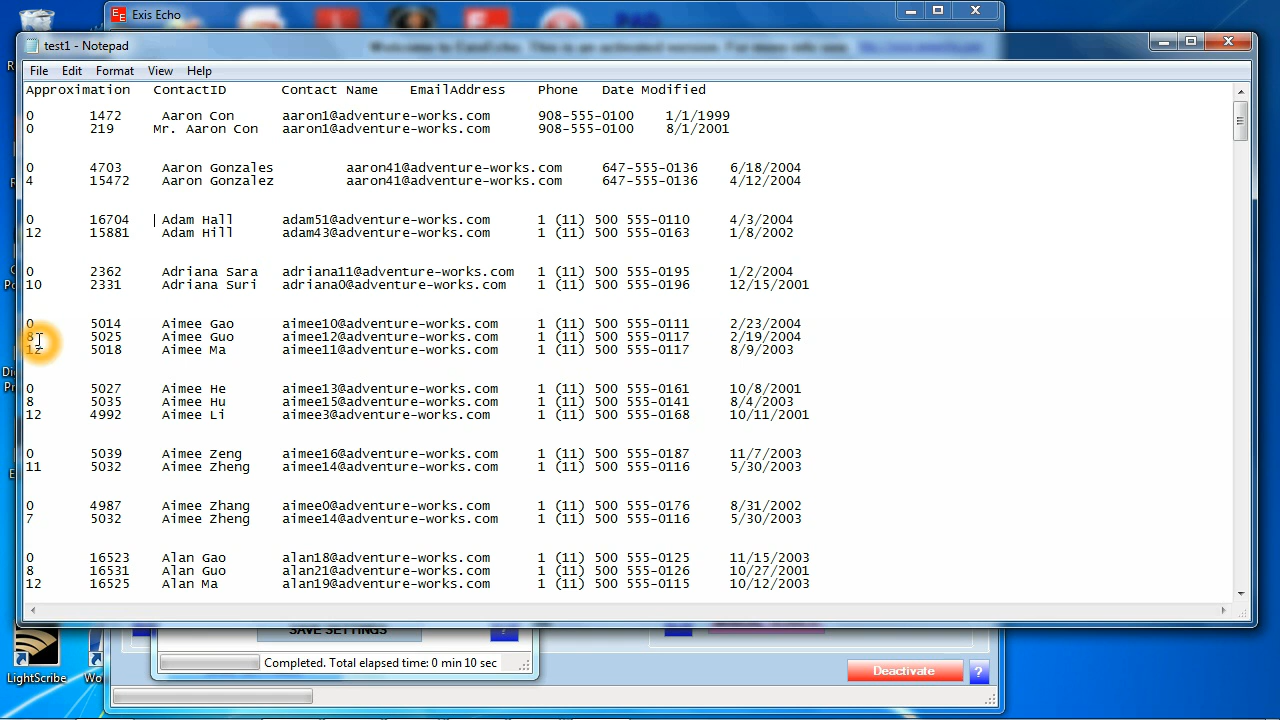 Exis Echo
PAD
test1 - Notepad
Welcome to ExisEcho. This is an activated version. For more info see,
File Edit Format View Help
Approximation ContactID Contact Name EmailAddress Phone Date Modified
0 1472 Aaron Con aaron1@adventure-works.com 908-555-0100 1/1/1999
0 219 Mr. Aaron Con aaron1@adventure-works.com 908-555-0100 8/1/2001
0 4703 Aaron Gonzales aaron41@adventure-works.com 647-555-0136 6/18/2004
4 15472 Aaron Gonzalez aaron41@adventure-works.com 647-555-0136 4/12/2004
0 16704 Adam Hall adam51@adventure-works.com 1 (11) 500 555-0110 4/3/2004
12 15881 Adam Hill adam43@adventure-works.com 1 (11) 500 555-0163 1/8/2002
0 2362 Adriana Sara adriana11@adventure-works.com 1 (11) 500 555-0195 1/2/2004
10 2331 Adriana Suri adriana0@adventure-works.com 1 (11) 500 555-0196 12/15/2001
0 5014 Aimee Gao aimee10@adventure-works.com 1 (11) 500 555-0111 2/23/2004
8 5025 Aimee Guo aimee12@adventure-works.com 1 (11) 500 555-0117 2/19/2004
12 5018 Aimee Ma aimee11@adventure-works.com 1 (11) 500 555-0117 8/9/2003
0 5027 Aimee He aimee13@adventure-works.com 1 (11) 500 555-0161 10/8/2001
8 5035 Aimee Hu aimee15@adventure-works.com 1 (11) 500 555-0141 8/4/2003
12 4992 Aimee Li aimee3@adventure-works.com 1 (11) 500 555-0168 10/11/2001
0 5039 Aimee Zeng aimee16@adventure-works.com 1 (11) 500 555-0187 11/7/2003
11 5032 Aimee Zheng aimee14@adventure-works.com 1 (11) 500 555-0116 5/30/2003
0 4987 Aimee Zhang aimee0@adventure-works.com 1 (11) 500 555-0176 8/31/2002
7 5032 Aimee Zheng aimee14@adventure-works.com 1 (11) 500 555-0116 5/30/2003
0 16523 Alan Gao alan18@adventure-works.com 1 (11) 500 555-0125 11/15/2003
8 16531 Alan Guo alan21@adventure-works.com 1 (11) 500 555-0126 10/27/2001
12 16525 Alan Ma alan19@adventure-works.com 1 (11) 500 555-0115 10/12/2003
SAVE SETTINGS
Completed. Total elapsed time: 0 min 10 sec
Deactivate
?
LightScribe